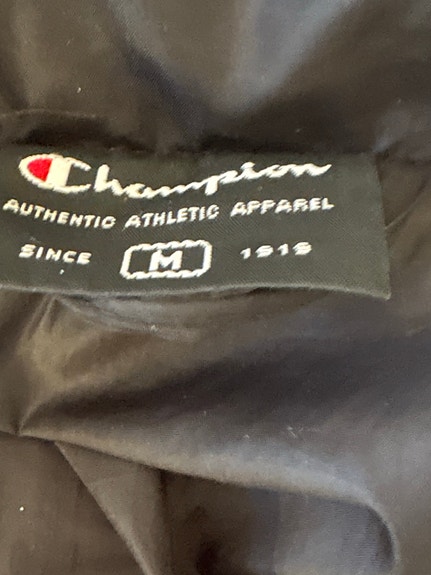 Champion
AUTHENTIC ATHLETIC APPAREL
SINCE M 1919